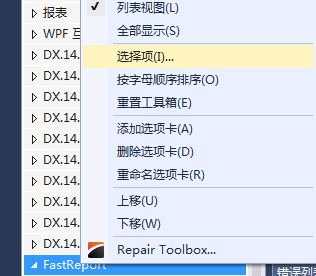 报表
WPF 互
DX.14.
DX.14.
DX.14.
DX.14.
DX.14.
DX.14.
DX.14.
DX.14.
DX.14.
FastReport
列表视图(L)
全部显示(S)
选择项(I)...
按字母顺序排序(O)
重置工具箱(E)
添加选项卡(A)
删除选项卡(D)
重命名选项卡(R)
上移(U)
下移(W)
Repair Toolbox...
错误列表